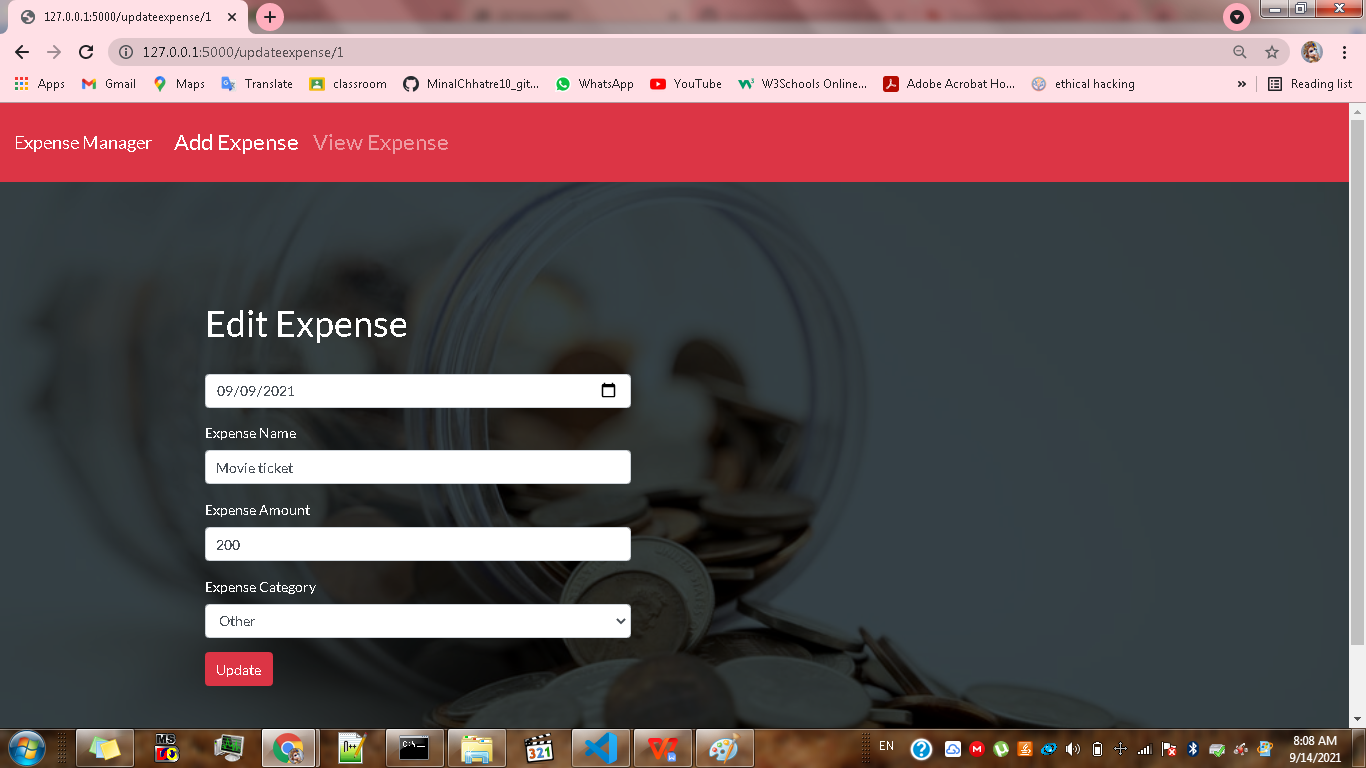 127.0.0.1:5000/updateexpense/1
127.0.0.1:5000/updateexpense/1
Apps Gmail Maps Translate classroom MinalChhatre10_git... WhatsApp YouTube W3Schools Online... Adobe Acrobat Ho... ethical hacking » Reading list
Expense Manager Add Expense View Expense
Edit Expense
09/09/2021
Expense Name
Movie ticket
Expense Amount
200
Expense Category
Other
Update
EN 8:08 AM
9/14/2021